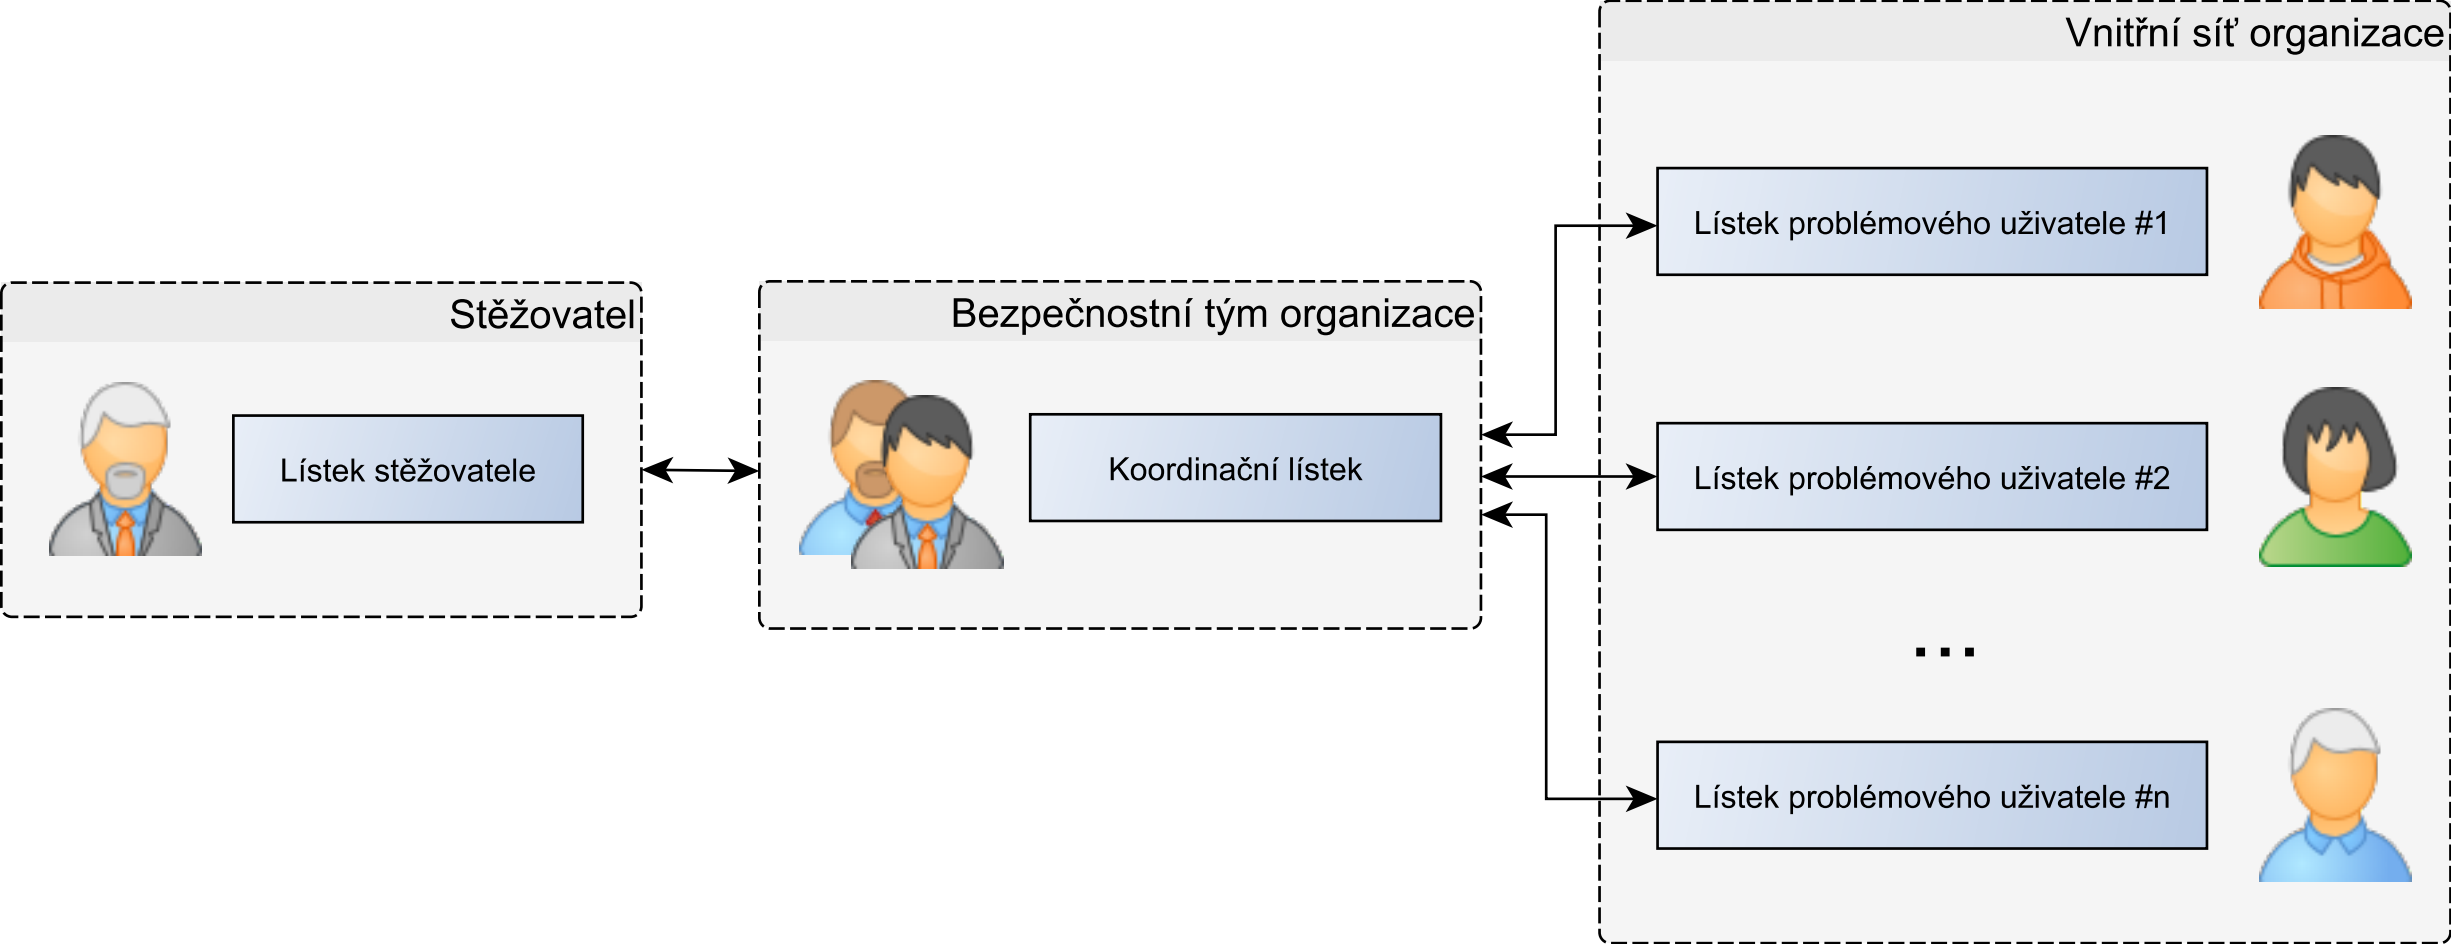 Stěžovatel
Lístek stěžovatele
Bezpečnostní tým organizace
Koordinační lístek
Vnitřní síť organizace
Lístek problémového uživatele #1
Lístek problémového uživatele #2
...
Lístek problémového uživatele #n